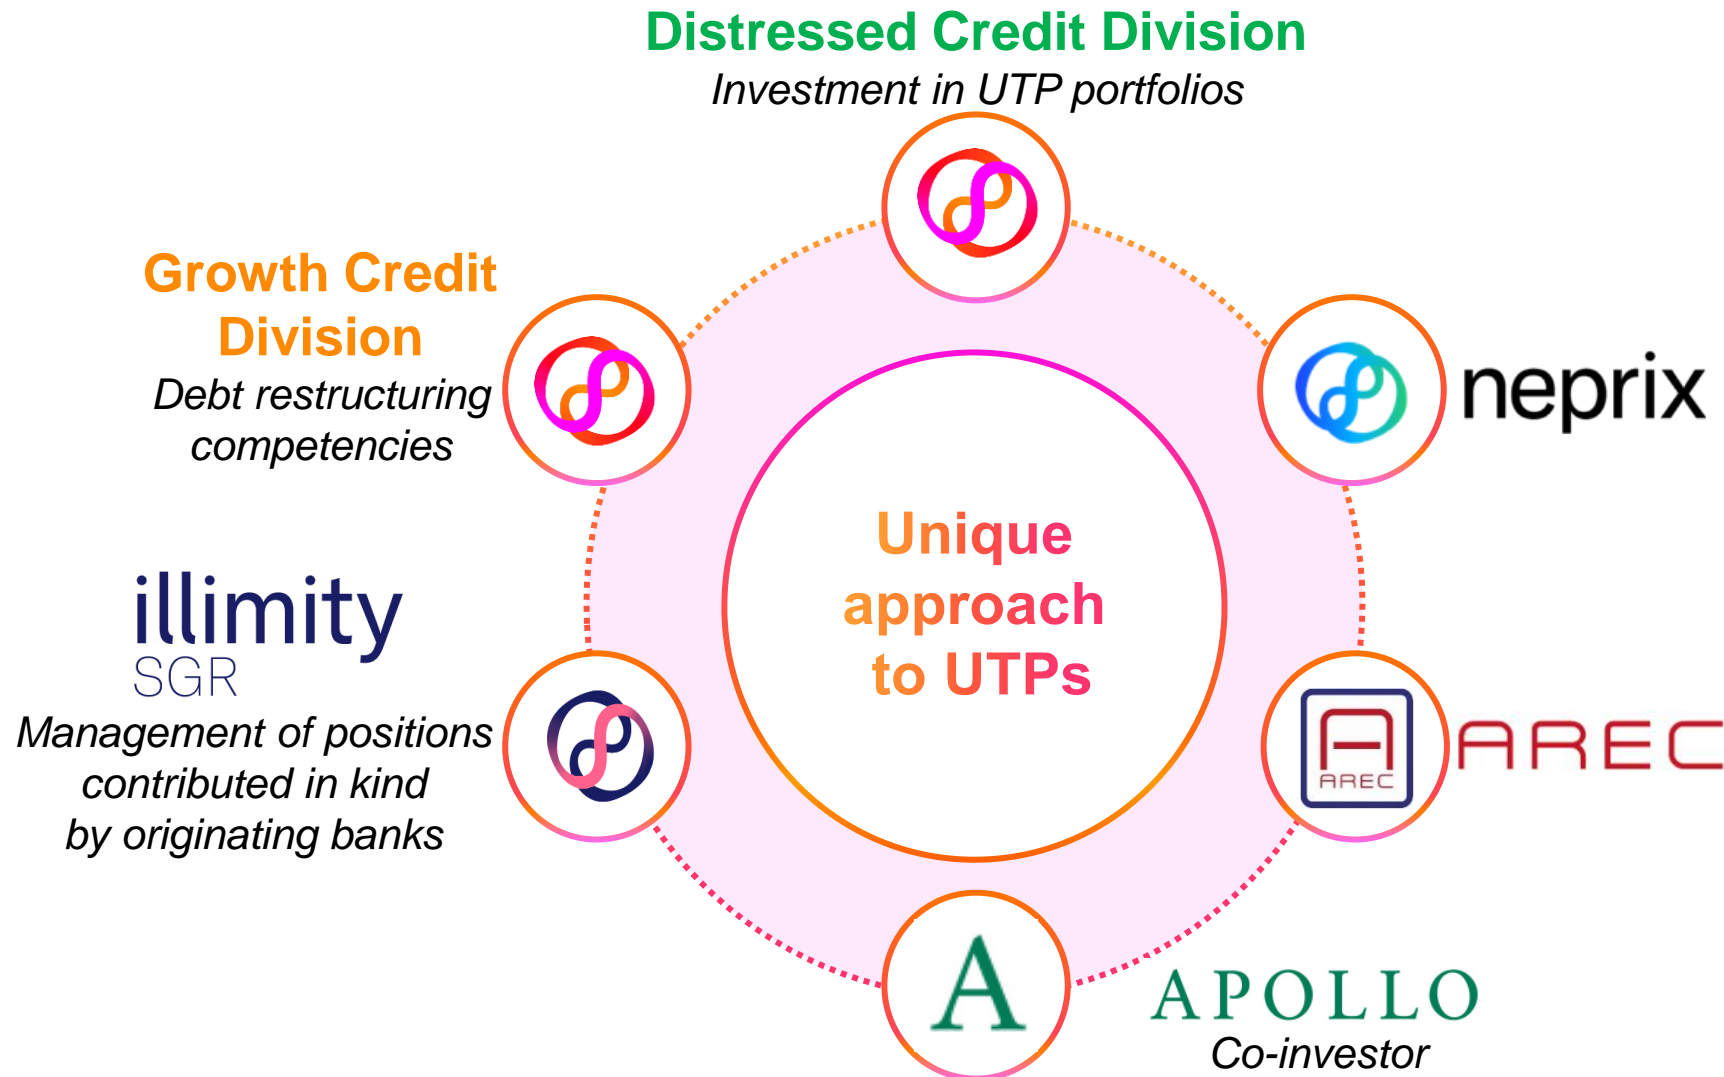 Distressed Credit Division
Investment in UTP portfolios
Growth Credit
Division
Debt restructuring
competencies
neprix
Unique
approach
to UTPs
illimity
SGR
Management of positions
contributed in kind
by originating banks
A
AREC
AREC
A
APOLLO
Co-investor